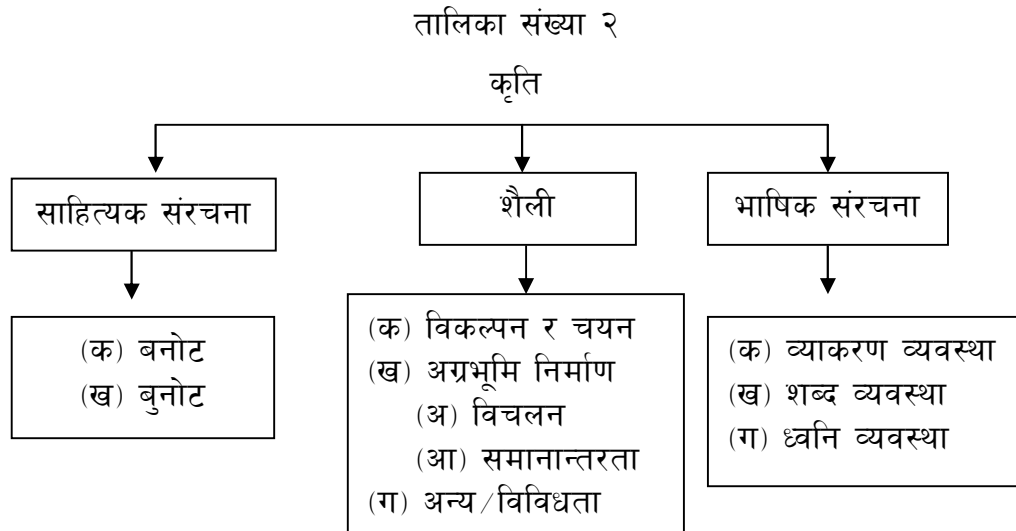 तालिका संख्या २
कृति
साहित्यक संरचना
शैली
भाषिक संरचना
(क) बनोट
(ख) बुनोट
(क) विकल्पन र चयन
(ख) अग्रभूमि निर्माण
(अ) विचलन
(आ) समानान्तरता
(ग) अन्य/विविधता
(क) व्याकरण व्यवस्था
(ख) शब्द व्यवस्था
(ग) ध्वनि व्यवस्था